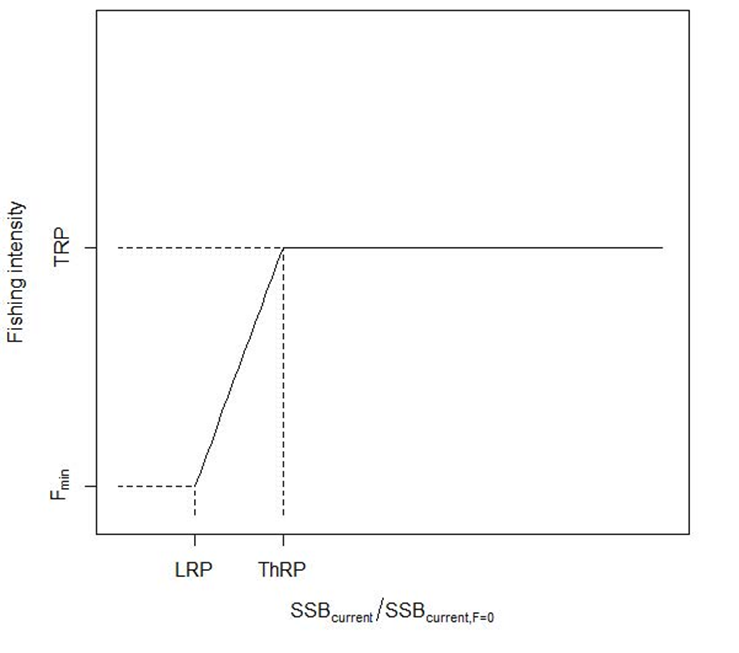 Fishing intensity
TRP
Fmin
LRP ThRP
SSBcurrent/SSBcurrent,F=0